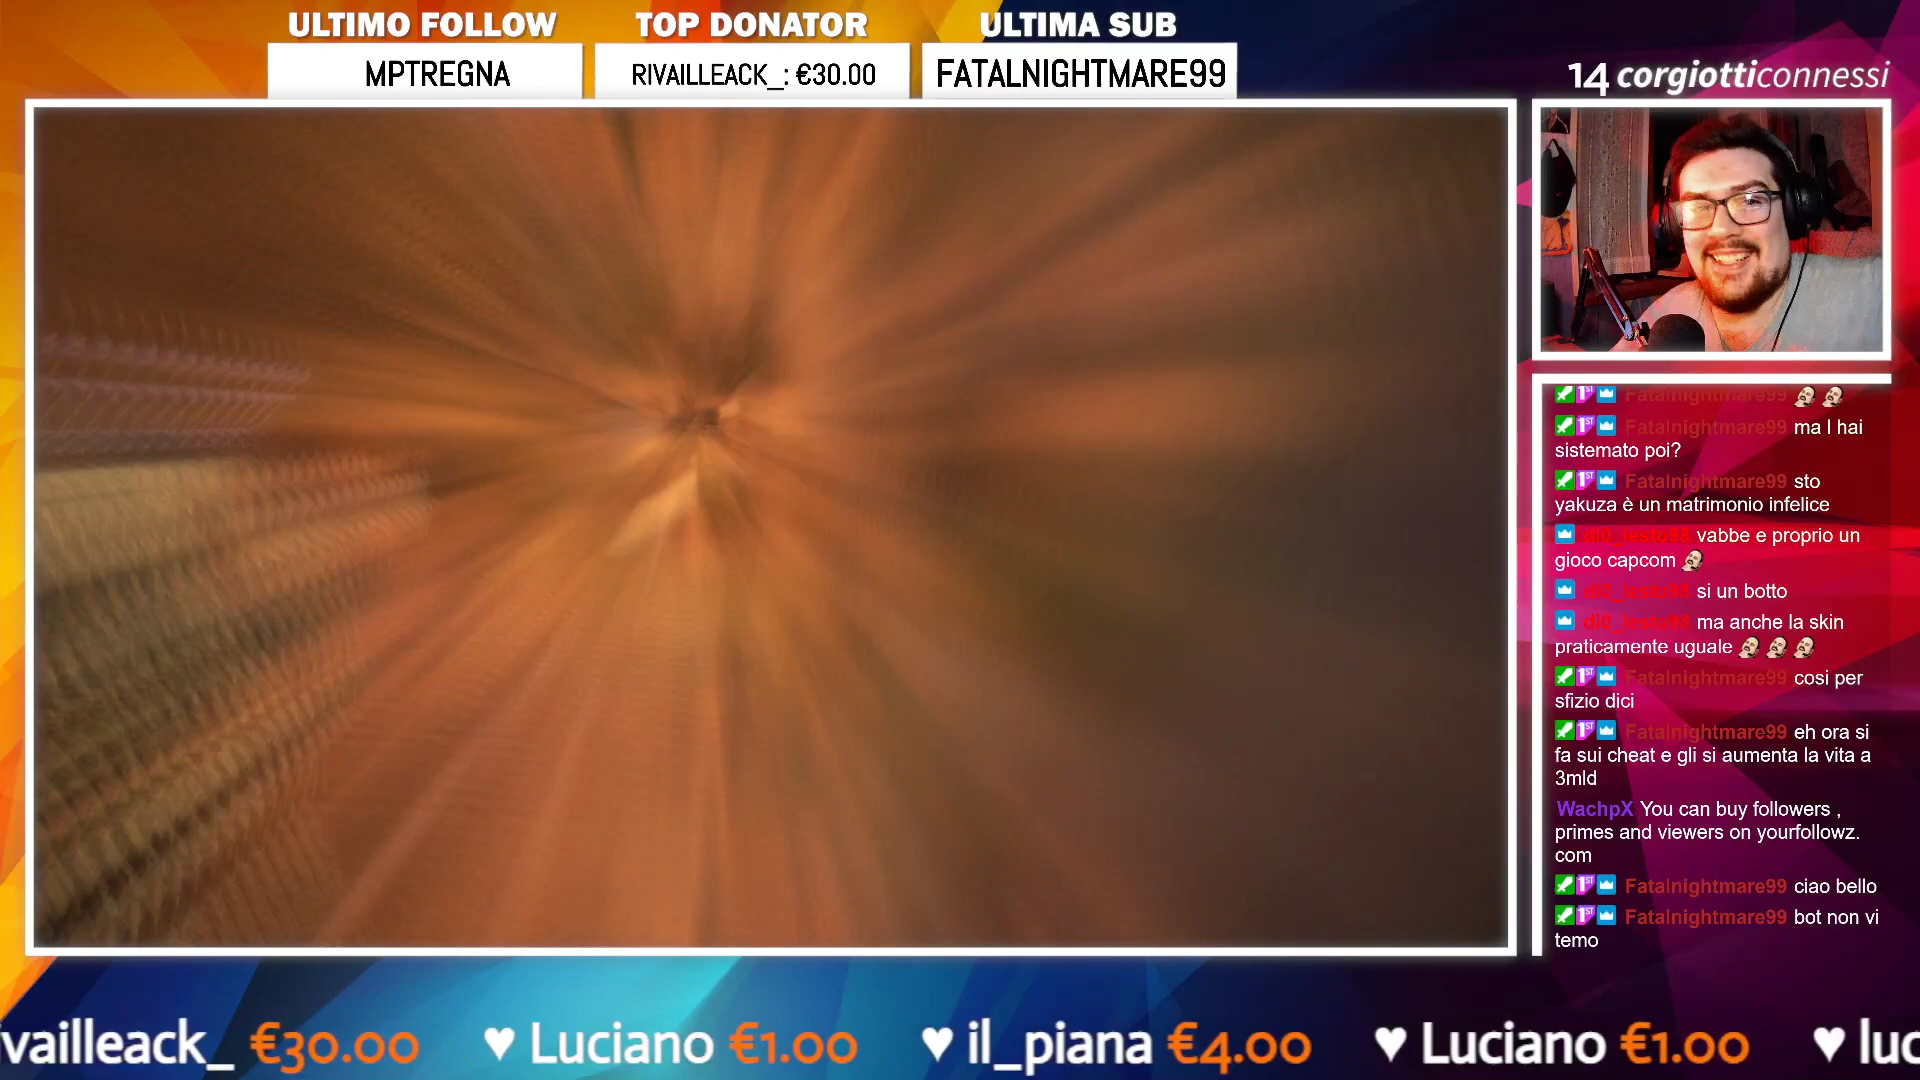 ULTIMO FOLLOW
TOP DONATOR
ULTIMA SUB
MPTREGNA
RIVAILLEACK_: €30.00
FATALNIGHTMARE99
14 corgiotticonnessi
Fatalnightmare99
Fatalnightmare99 ma l hai
sistemato poi?
Fatalnightmare99 sto
yakuza è un matrimonio infelice
vabbe e proprio un
gioco capcom
si un botto
ma anche la skin
praticamente uguale
Fatalnightmare99 cosi per
sfizio dici
Fatalnightmare99 eh ora si
fa sui cheat e gli si aumenta la vita a
3mld
WachpX You can buy followers ,
primes and viewers on yourfollowz.
com
Fatalnightmare99 ciao bello
Fatalnightmare99 bot non vi
temo
ivailleack_ €30.00 ♥ Luciano €1.00 ♥ il_piana €4.00 ♥ Luciano €1.00 ♥ luc